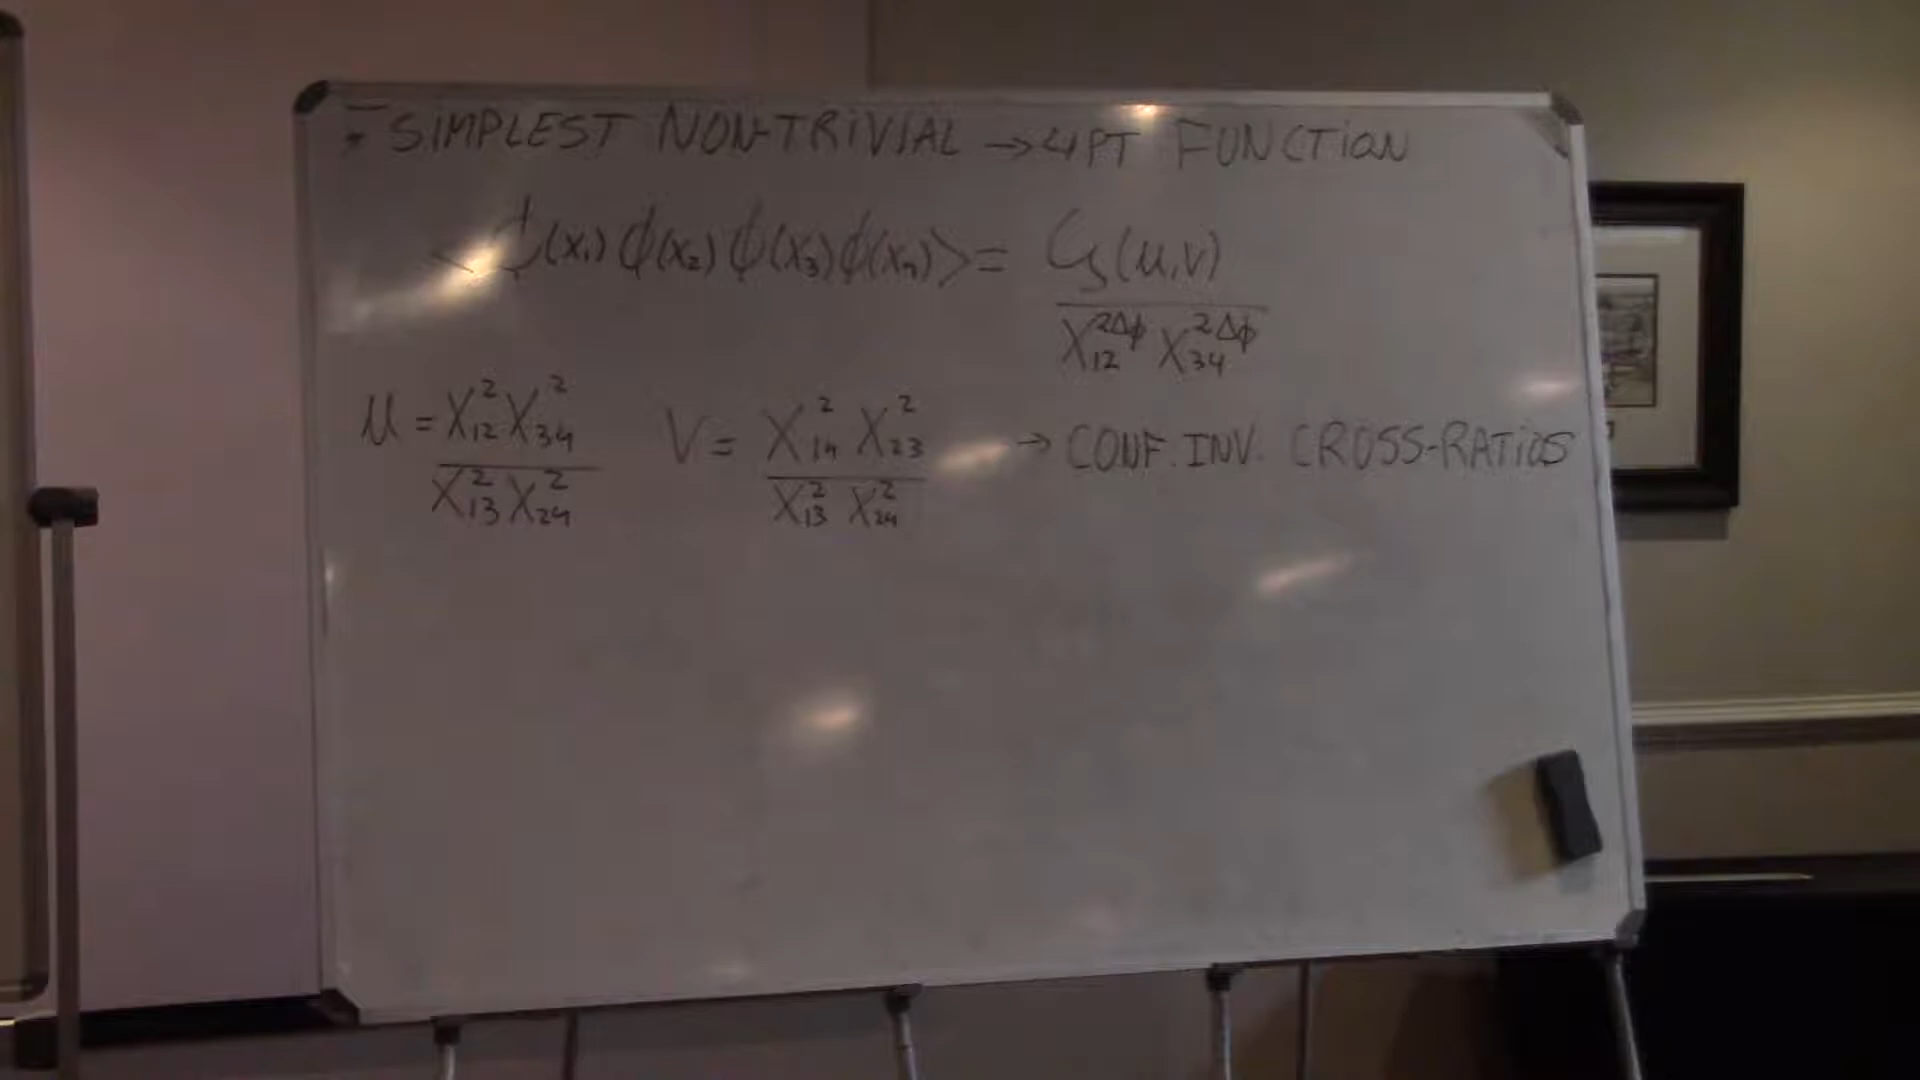 - SIMPLEST NON-TRIVIAL → 4PT FUNCTION
<ϕ(x₁) ϕ(x₂) ϕ(x₃) ϕ(x₄)> = G(u,v) / X₁₂^2Δϕ X₃₄^2Δϕ
u = X₁₂² X₃₄² / X₁₃² X₂₄² V = X₁₄² X₂₃² / X₁₃² X₂₄² → CONF. INV. CROSS-RATIOS